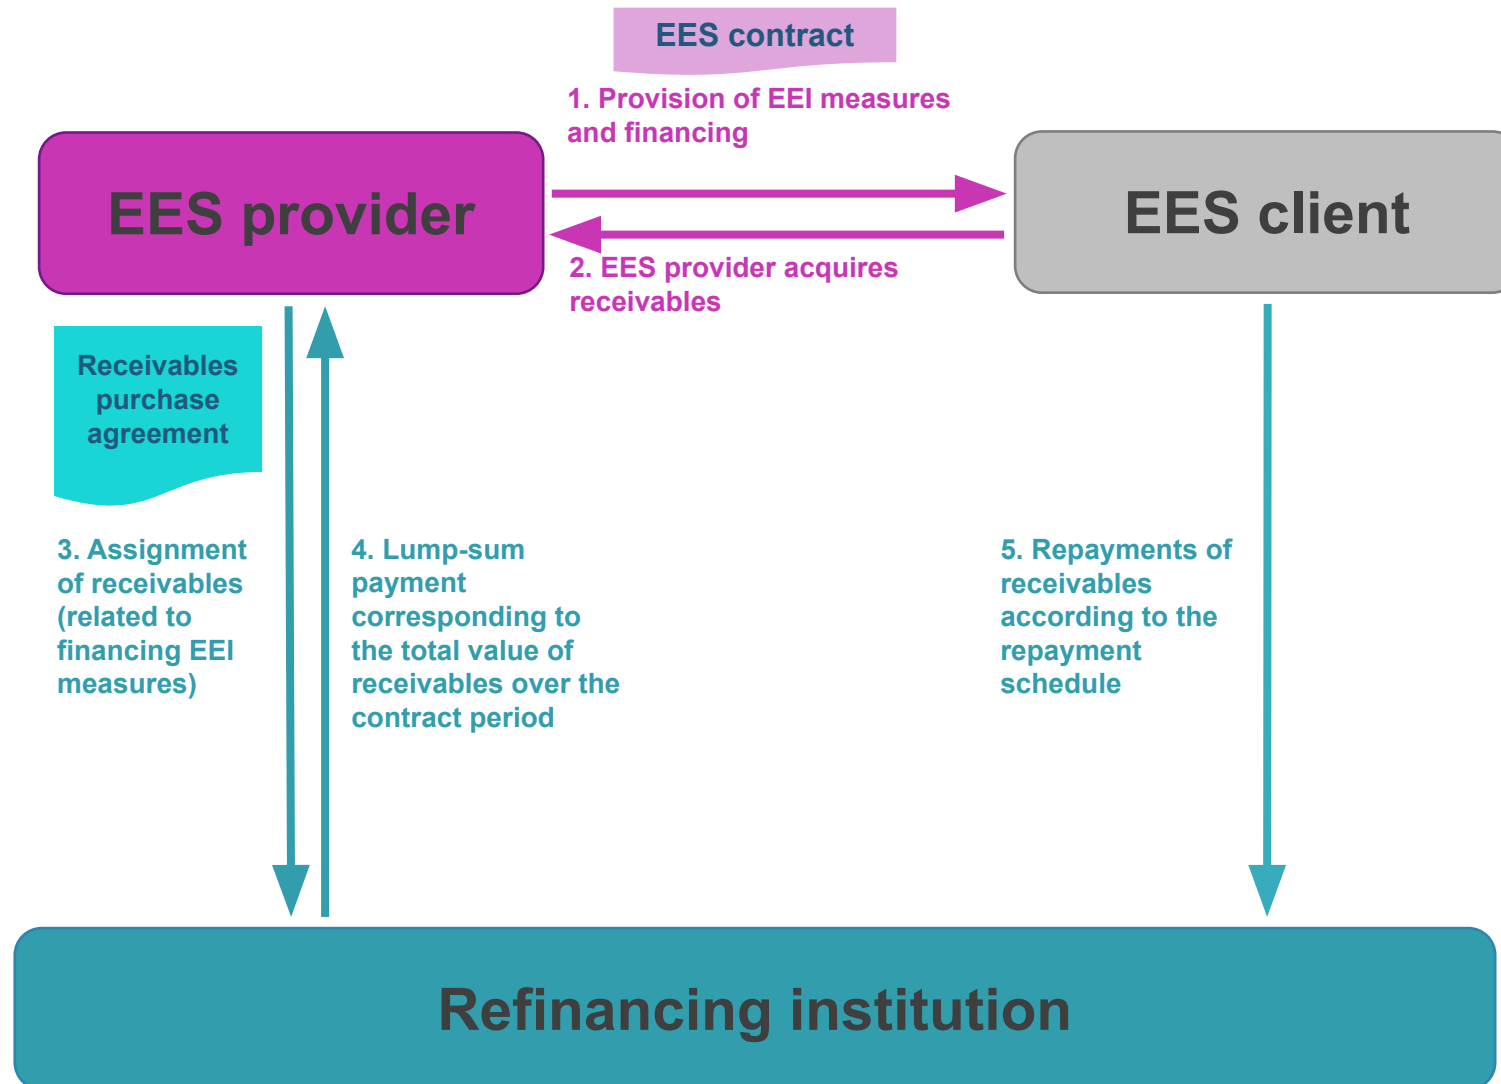 EES contract
1. Provision of EEI measures
and financing
EES provider
EES client
2. EES provider acquires
receivables
Receivables
purchase
agreement
3. Assignment
of receivables
(related to
financing EEI
measures)
4. Lump-sum
payment
corresponding to
the total value of
receivables over the
contract period
5. Repayments of
receivables
according to the
repayment
schedule
Refinancing institution